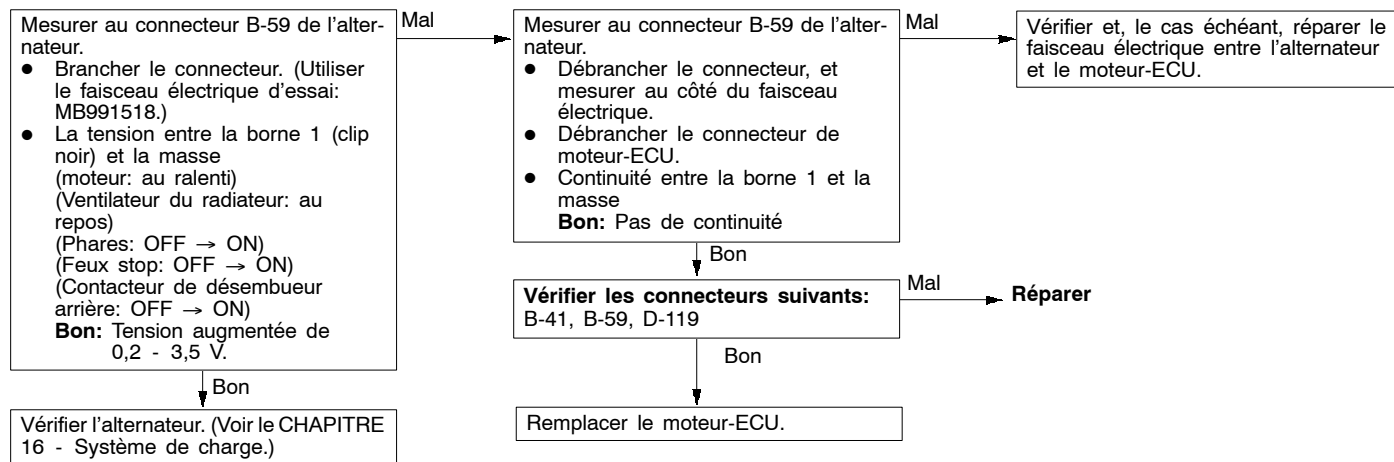 Mesurer au connecteur B-59 de l'alter-
nateur.
● Brancher le connecteur. (Utiliser
le faisceau électrique d'essai:
MB991518.)
● La tension entre la borne 1 (clip
noir) et la masse
(moteur: au ralenti)
(Ventilateur du radiateur: au
repos)
(Phares: OFF → ON)
(Feux stop: OFF → ON)
(Contacteur de désembueur
arrière: OFF → ON)
Bon: Tension augmentée de
0,2 - 3,5 V.
Bon
Vérifier l'alternateur. (Voir le CHAPITRE
16 - Système de charge.)
Mal
Mesurer au connecteur B-59 de l'alter-
nateur.
● Débrancher le connecteur, et
mesurer au côté du faisceau
électrique.
● Débrancher le connecteur de
moteur-ECU.
● Continuité entre la borne 1 et la
masse
Bon: Pas de continuité
Mal
Vérifier et, le cas échéant, réparer le
faisceau électrique entre l'alternateur
et le moteur-ECU.
Bon
Vérifier les connecteurs suivants:
B-41, B-59, D-119
Mal
Réparer
Bon
Remplacer le moteur-ECU.